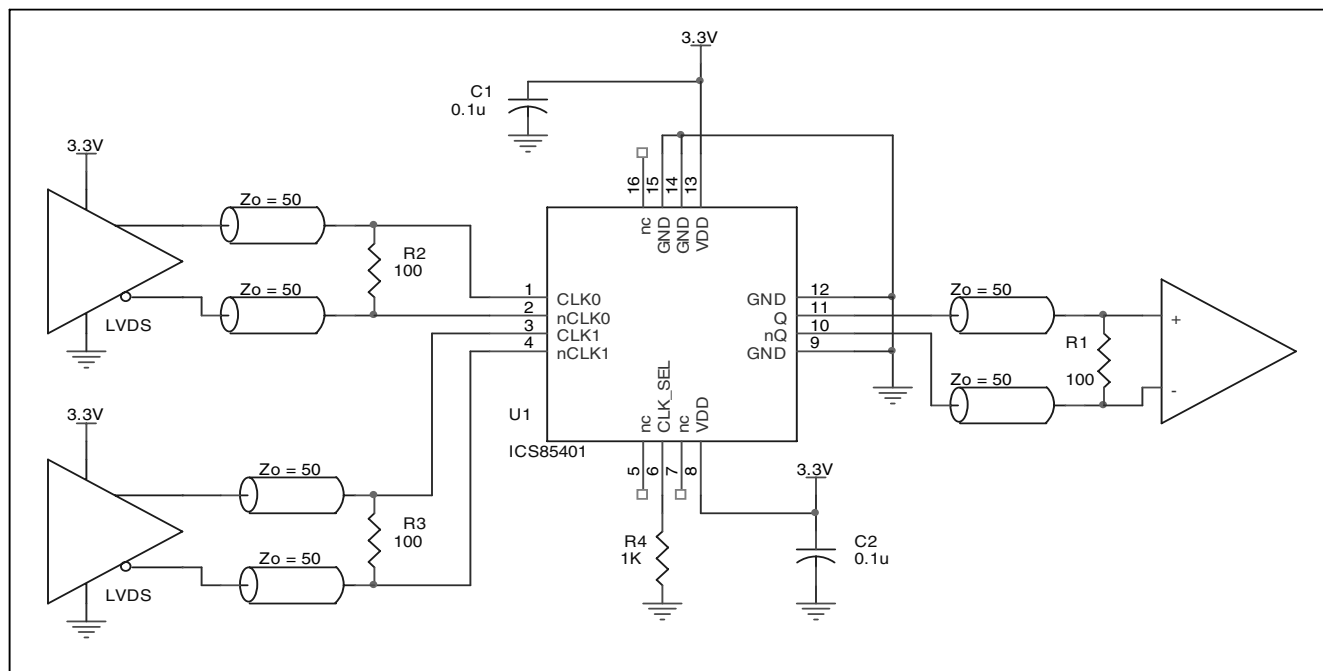 3.3V
C1
0.1u
3.3V
16
15
14
13
Zo = 50
nc
GND
GND
VDD
R2
100
Zo = 50
LVDS
1
2
3
4
CLK0
nCLK0
CLK1
nCLK1
GND
Q
nQ
GND
12
11
10
9
Zo = 50
+
R1
100
-
Zo = 50
U1
ICS85401
nc
CLK_SEL
nc
VDD
5
6
7
8
3.3V
3.3V
Zo = 50
R3
100
Zo = 50
LVDS
R4
1K
C2
0.1u